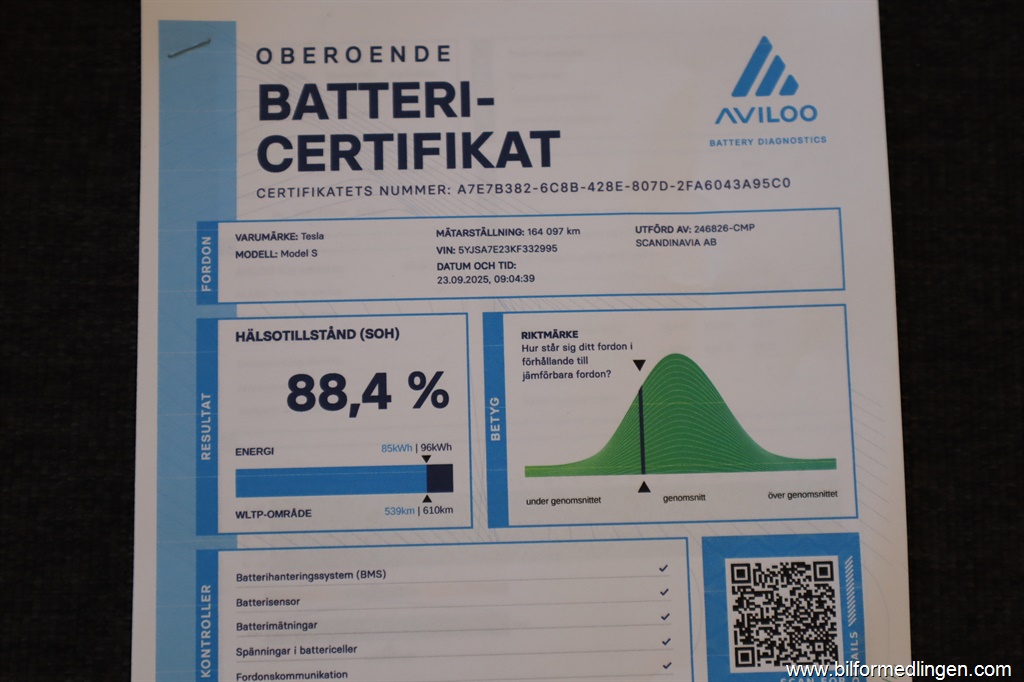 OBEROENDE
BATTERI-
CERTIFIKAT
CERTIFIKATETS NUMMER: A7E7B382-6C8B-428E-807D-2FA6043A95C0
AVILOO
BATTERY DIAGNOSTICS
FORDON
VARUMÄRKE: Tesla
MODELL: Model S
MÄTARSTÄLLNING: 164 097 km
VIN: 5YJSA7E23KF332995
DATUM OCH TID:
23.09.2025, 09:04:39
UTFÖRD AV: 246826-CMP
SCANDINAVIA AB
RESULTAT
HÄLSOTILLSTÅND (SOH)
88,4 %
ENERGI
85kWh | 96kWh
WLTP-OMRÅDE
539km | 610km
BETYG
RIKTMÄRKE
Hur står sig ditt fordon i
förhållande till
jämförbara fordon?
under genomsnittet
genomsnitt
över genomsnittet
KONTROLLER
Batterihanteringssystem (BMS)
Batterisensor
Batterimätningar
Spänningar i battericeller
Fordonskommunikation
AILS
SCAN FOR
www.bilformedlingen.com